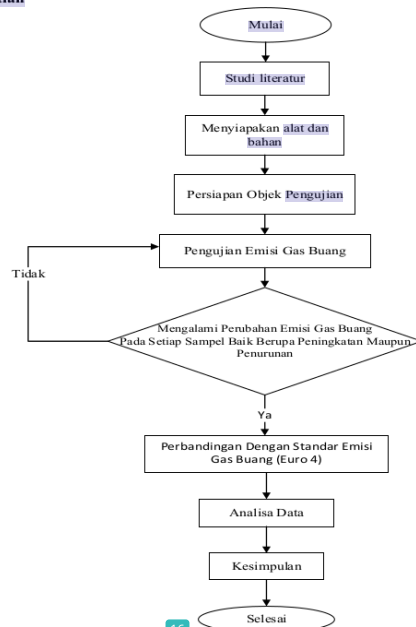 Mulai
Studi literatur
Menyiapakan alat dan
bahan
Persiapan Objek Pengujian
Pengujian Emisi Gas Buang
Tidak
Mengalami Perubahan Emisi Gas Buang
Pada Setiap Sampel Baik Berupa Peningkatan Maupun
Penurunan
Ya
Perbandingan Dengan Standar Emisi
Gas Buang (Euro 4)
Analisa Data
Kesimpulan
Selesai